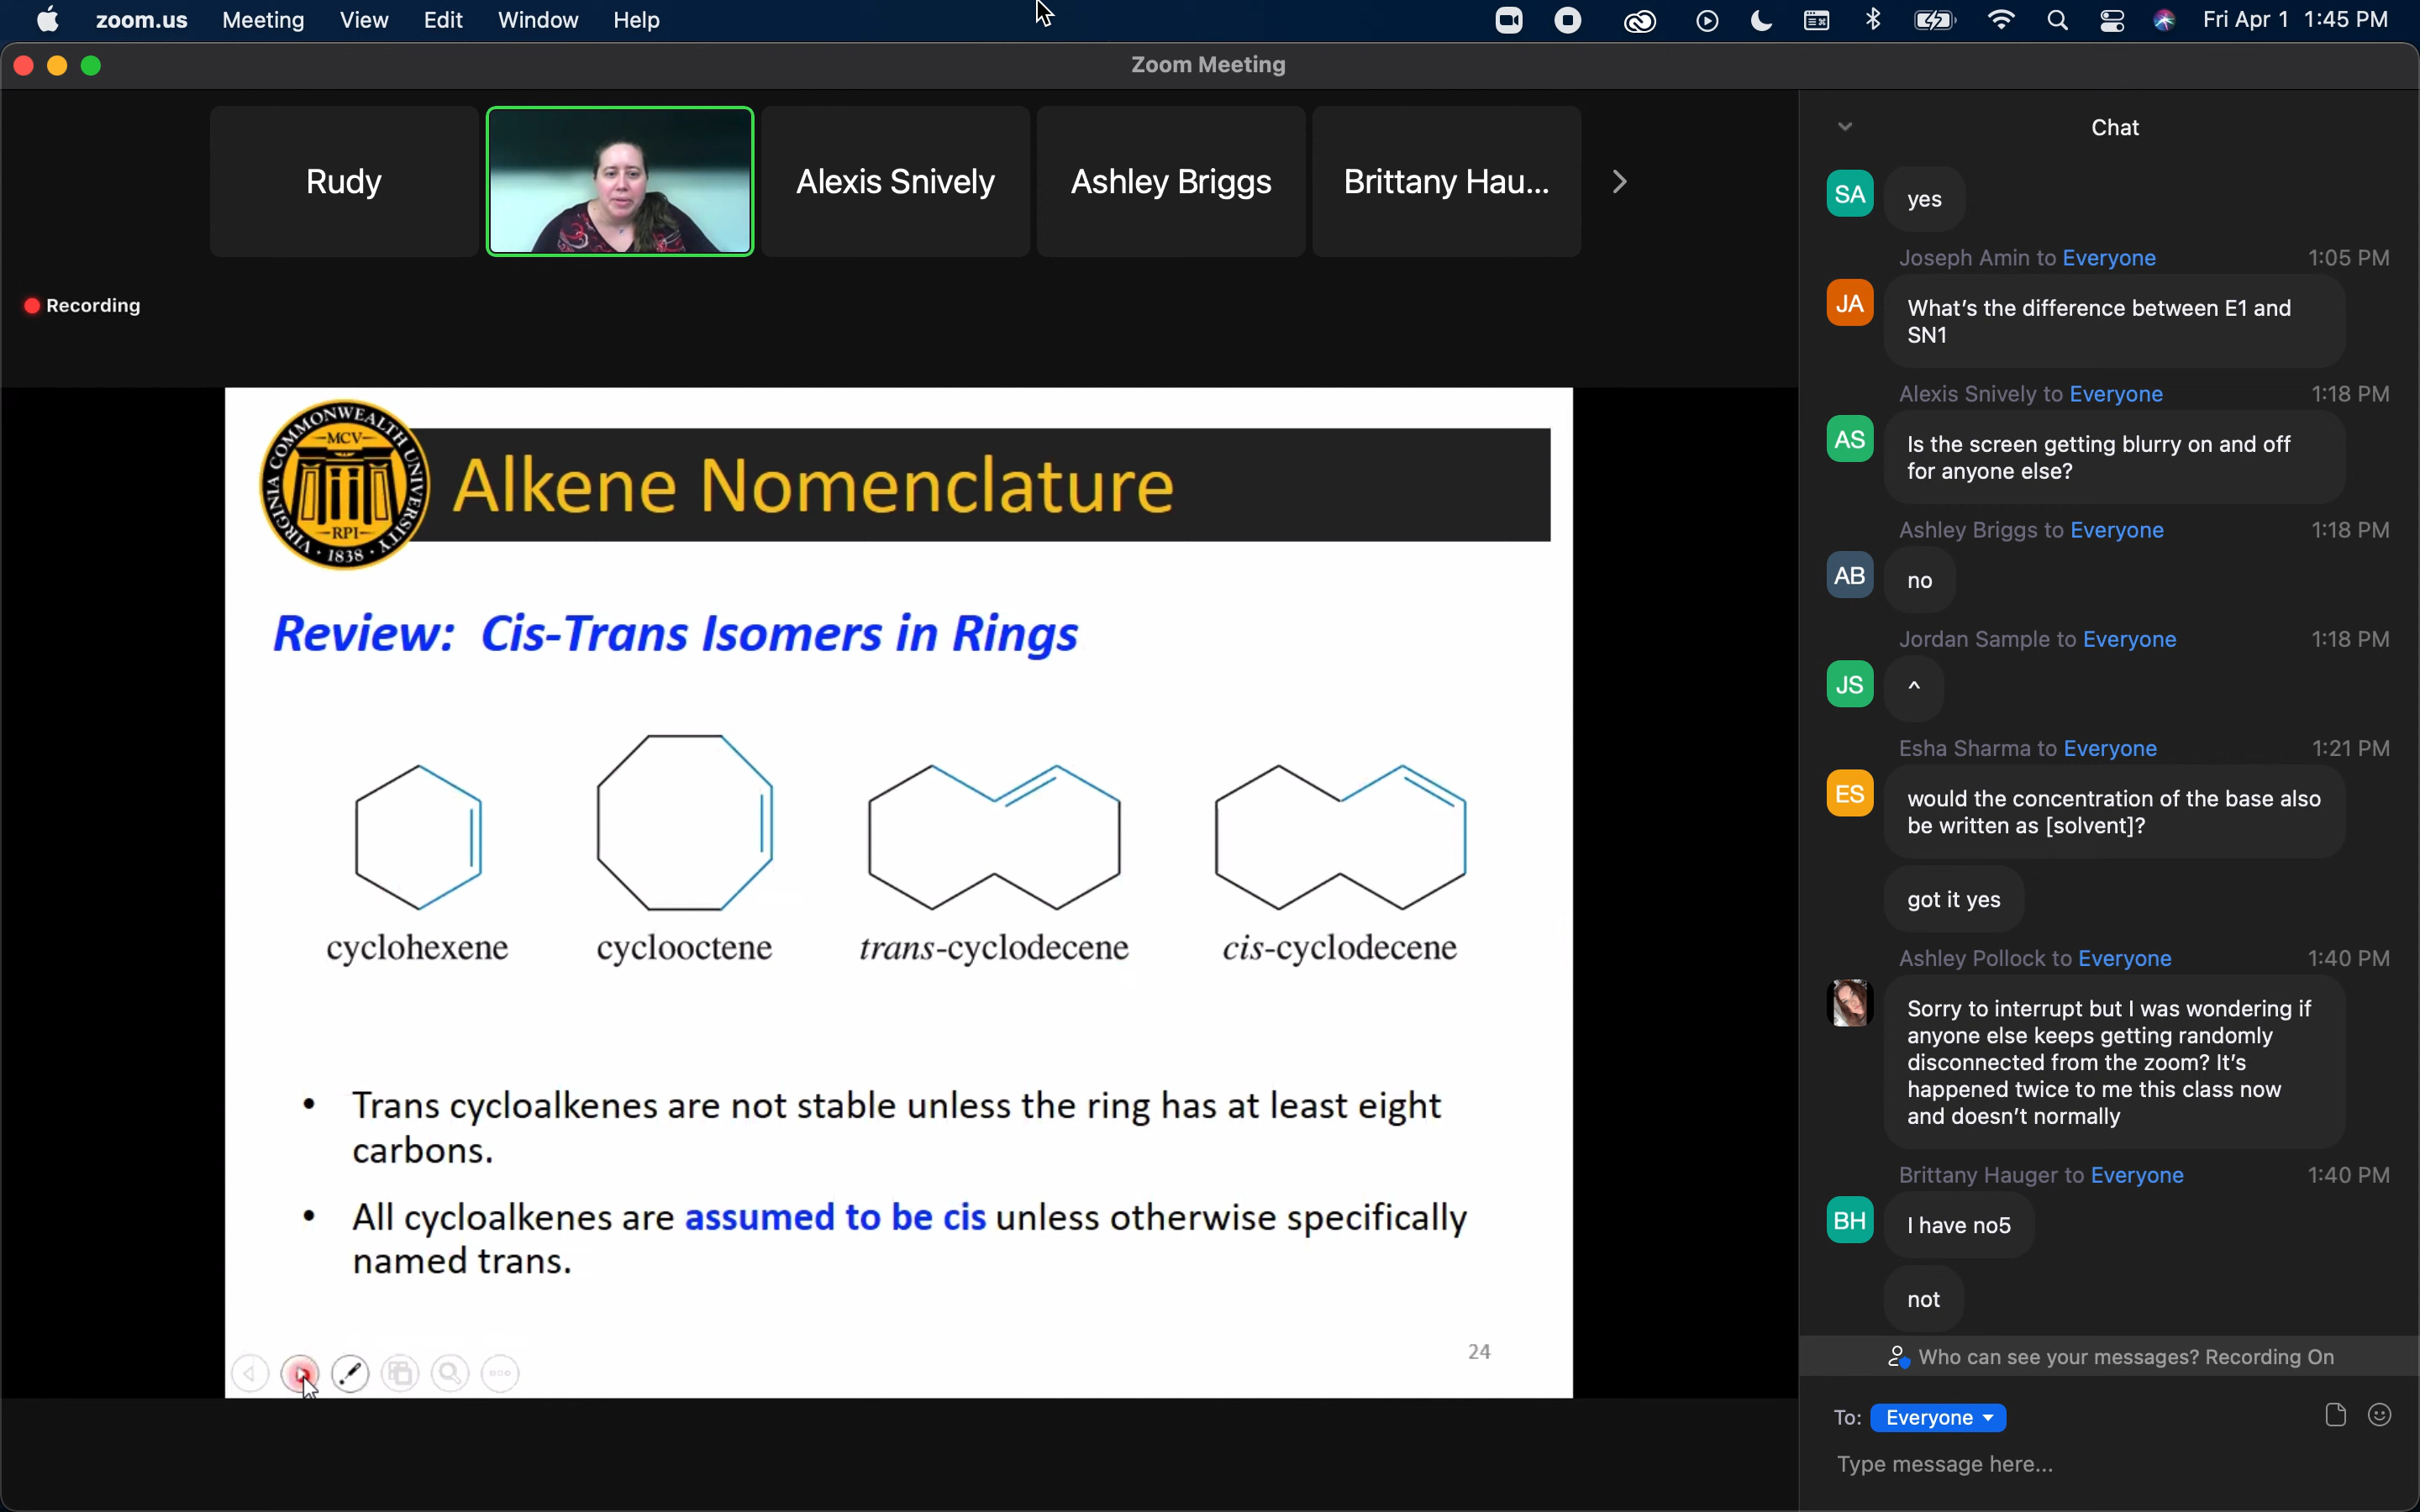 zoom.us Meeting View Edit Window Help Fri Apr 1 1:45 PM
Zoom Meeting
Rudy
Alexis Snively
Ashley Briggs
Brittany Hau...
Recording
VIRGINIA COMMONWEALTH UNIVERSITY
MCV
RPI
1838
Alkene Nomenclature
Review: Cis-Trans Isomers in Rings
cyclohexene cyclooctene trans-cyclodecene cis-cyclodecene
• Trans cycloalkenes are not stable unless the ring has at least eight
carbons.
• All cycloalkenes are assumed to be cis unless otherwise specifically
named trans.
24
Chat
SA yes
Joseph Amin to Everyone 1:05 PM
JA What's the difference between E1 and
SN1
Alexis Snively to Everyone 1:18 PM
AS Is the screen getting blurry on and off
for anyone else?
Ashley Briggs to Everyone 1:18 PM
AB no
Jordan Sample to Everyone 1:18 PM
JS ^
Esha Sharma to Everyone 1:21 PM
ES would the concentration of the base also
be written as [solvent]?
got it yes
Ashley Pollock to Everyone 1:40 PM
Sorry to interrupt but I was wondering if
anyone else keeps getting randomly
disconnected from the zoom? It's
happened twice to me this class now
and doesn't normally
Brittany Hauger to Everyone 1:40 PM
BH I have no5
not
Who can see your messages? Recording On
To: Everyone
Type message here...